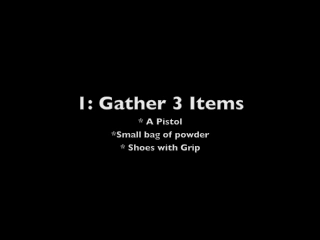 1: Gather 3 Items
* A Pistol
*Small bag of powder
* Shoes with Grip